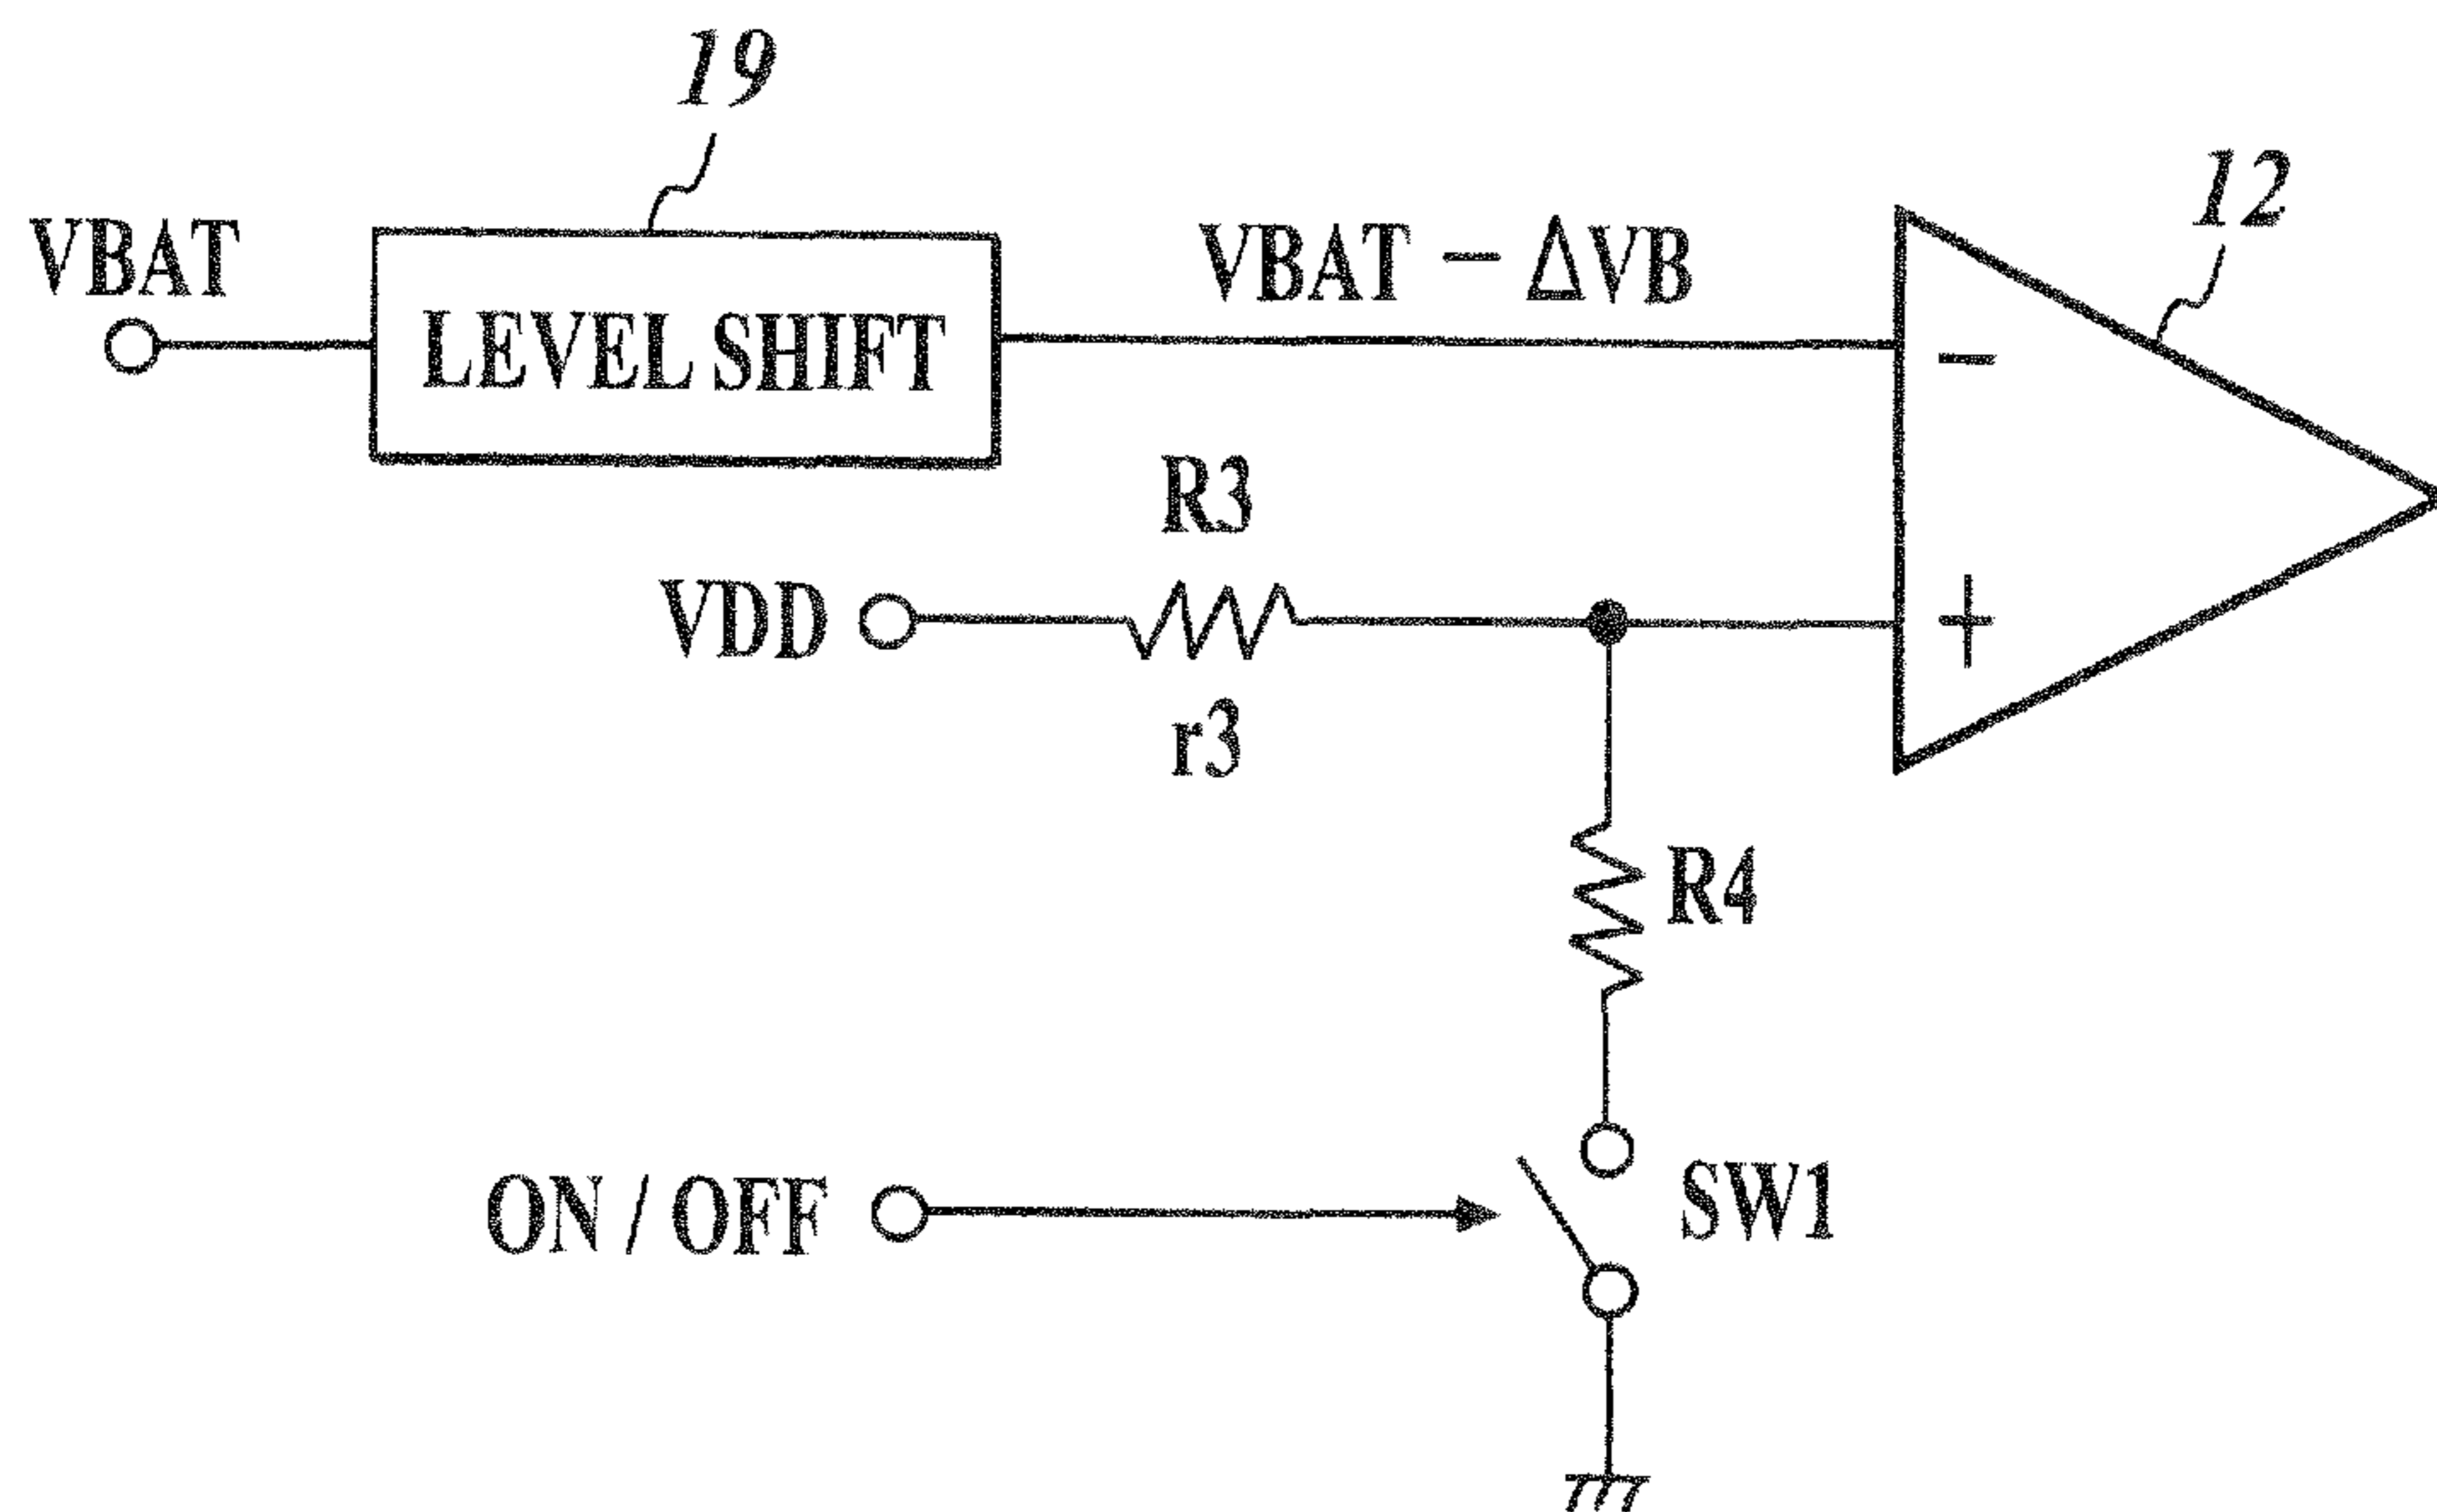 19
12
VBAT
LEVEL SHIFT
VBAT − ΔVB
−
R3
VDD
+
r3
R4
ON / OFF
SW1